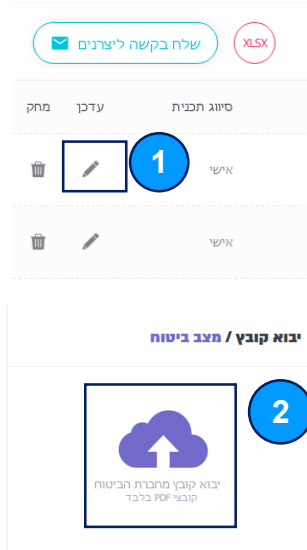 XLSX
שלח בקשה ליצרנים
סיווג תכנית עדכן מחק
1
אישי
אישי
יבוא קובץ / מצב ביטוח
2
יבוא קובץ מחברת הביטוח
קובצי PDF בלבד